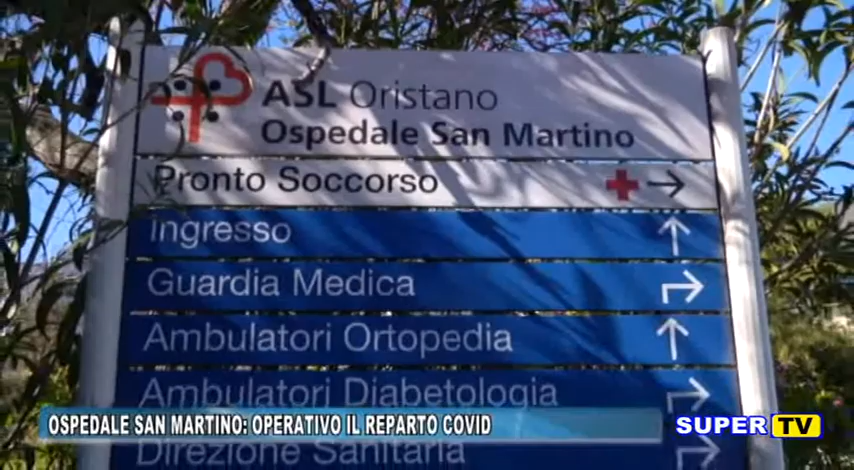 ASL Oristano
Ospedale San Martino
Pronto Soccorso
Ingresso
Guardia Medica
Ambulatori Ortopedia
Ambulatori Diabetologia
OSPEDALE SAN MARTINO: OPERATIVO IL REPARTO COVID
SUPER TV
Direzione Sanitaria